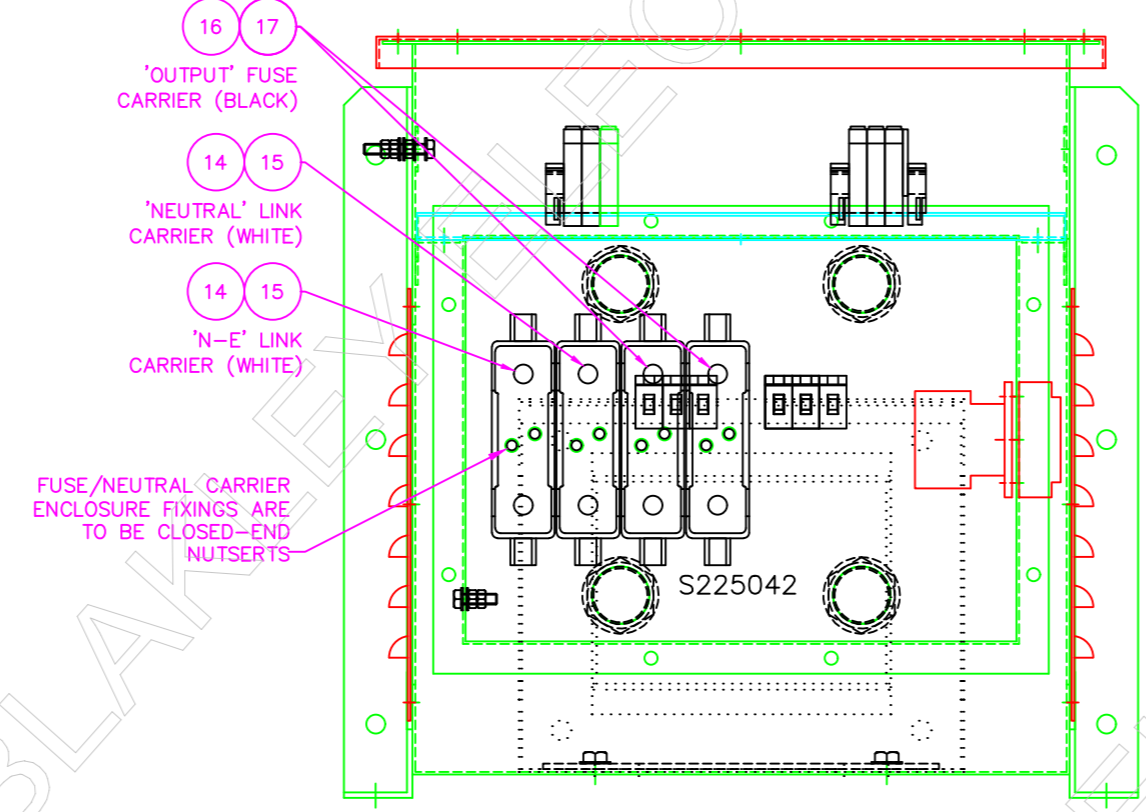 16 17
'OUTPUT' FUSE
CARRIER (BLACK)
14 15
'NEUTRAL' LINK
CARRIER (WHITE)
14 15
'N-E' LINK
CARRIER (WHITE)
FUSE/NEUTRAL CARRIER
ENCLOSURE FIXINGS ARE
TO BE CLOSED-END
NUTSERTS
S225042